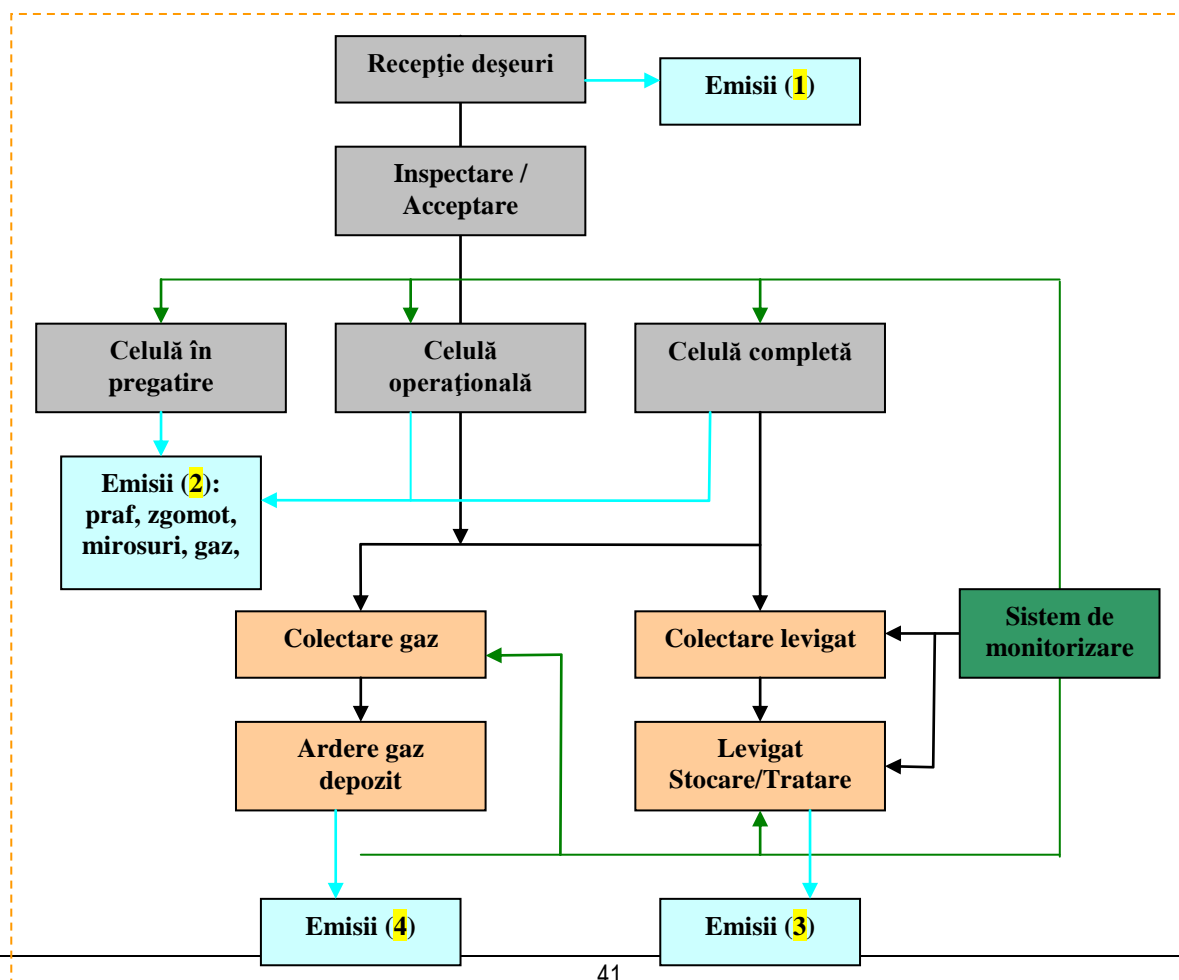 Recepţie deşeuri
Emisii (1)
Inspectare /
Acceptare
Celulă în
pregatire
Celulă
operaţională
Celulă completă
Emisii (2):
praf, zgomot,
mirosuri, gaz,
Colectare gaz
Colectare levigat
Sistem de
monitorizare
Ardere gaz
depozit
Levigat
Stocare/Tratare
Emisii (4)
Emisii (3)
41